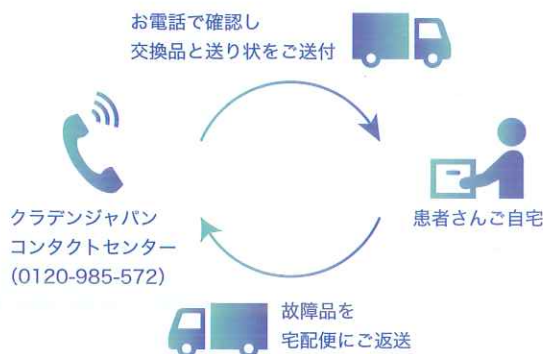 お電話で確認し
交換品と送り状をご送付
クラデンジャパン
コンタクトセンター
(0120-985-572)
患者さんご自宅
故障品を
宅配便にご返送